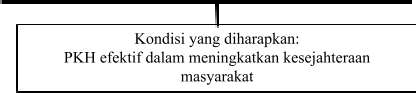 Kondisi yang diharapkan:
PKH efektif dalam meningkatkan kesejahteraan
masyarakat